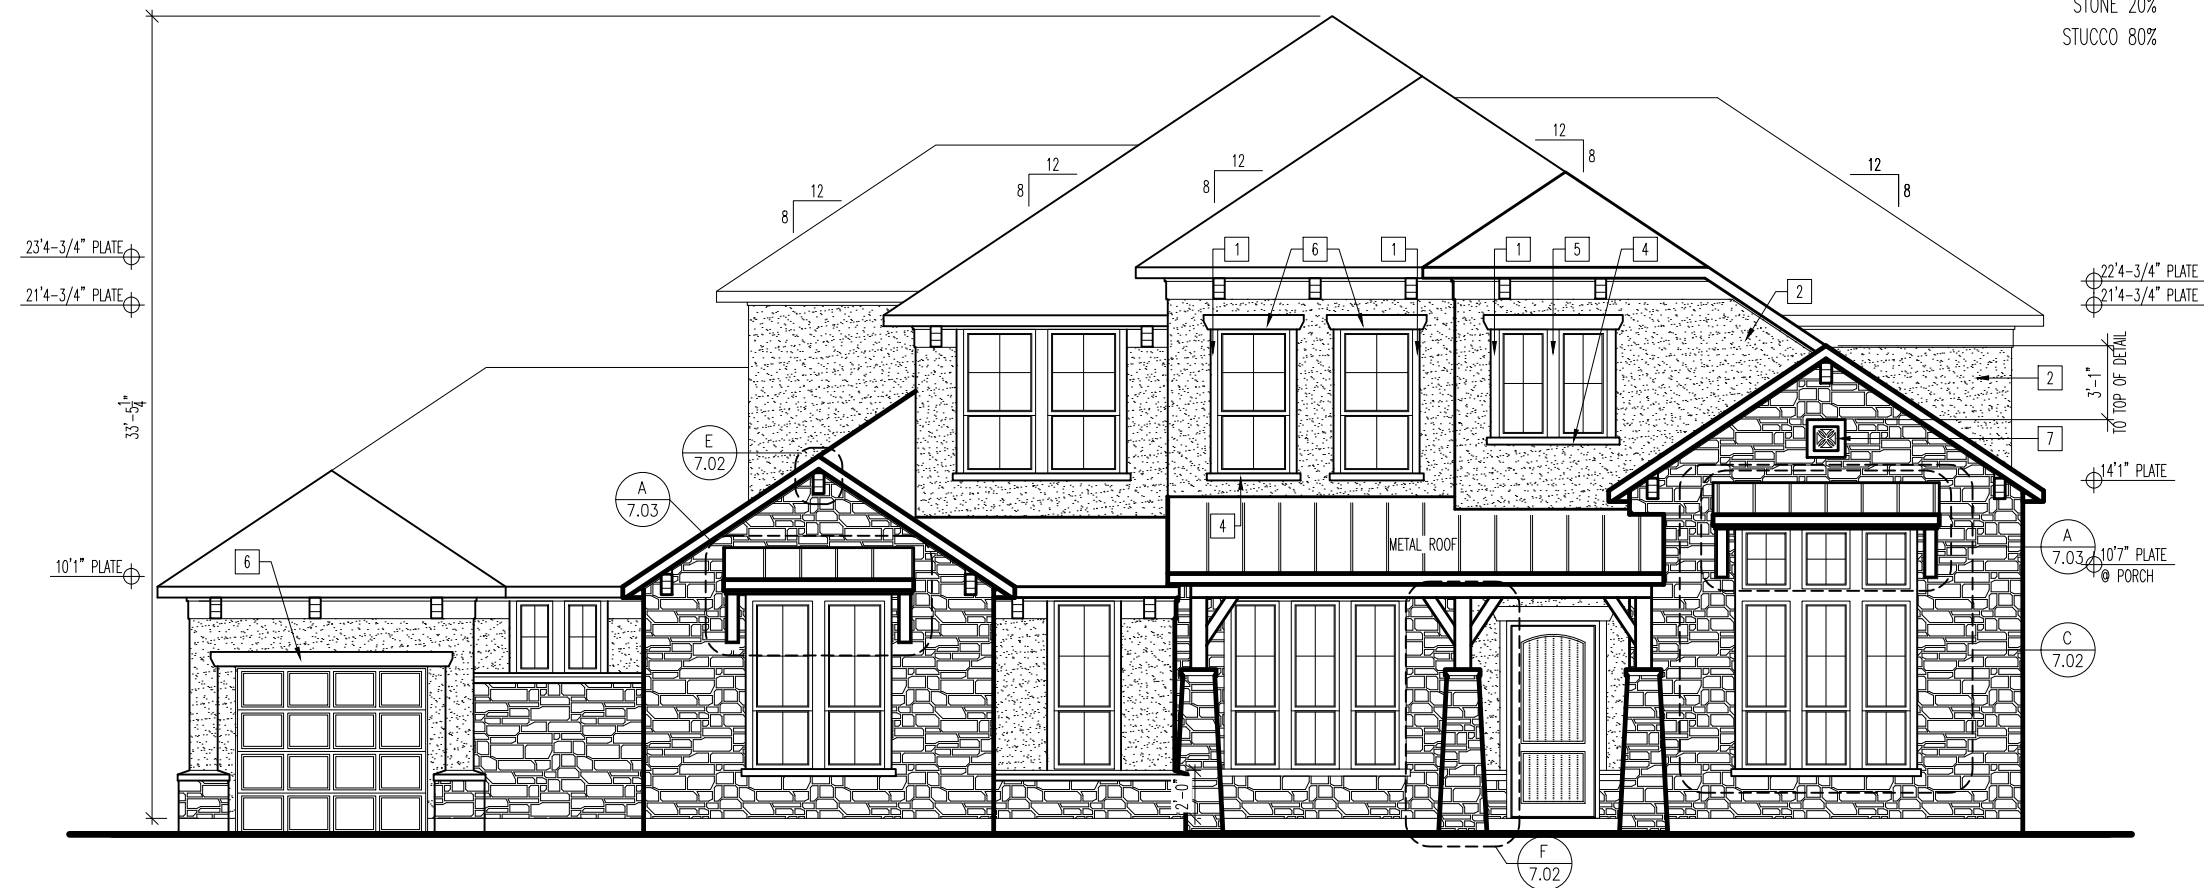 STONE 20%
STUCCO 80%
12
8
12
8
12
8
12
8
12
8
23'4-3/4" PLATE
21'4-3/4" PLATE
22'4-3/4" PLATE
21'4-3/4" PLATE
1
6
1
1
5
4
2
2
3'-1"
TO TOP OF DETAIL
33'-5 1/4"
7
E
7.02
A
7.03
14'1" PLATE
4
METAL ROOF
A
7.03
10'7" PLATE
@ PORCH
10'1" PLATE
6
C
7.02
2'-0"
F
7.02